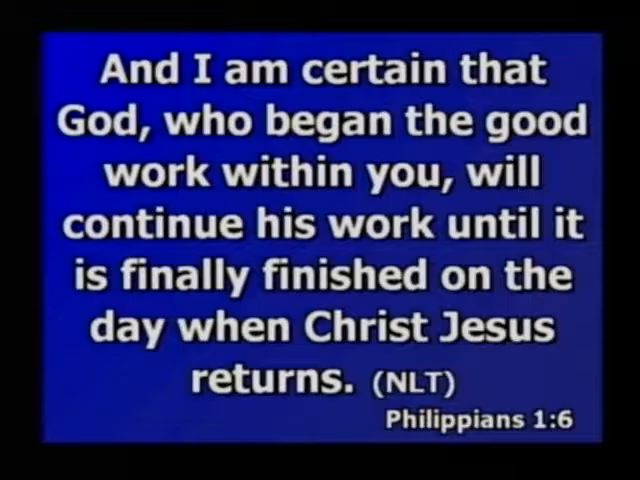 And I am certain that
God, who began the good
work within you, will
continue his work until it
is finally finished on the
day when Christ Jesus
returns. (NLT)
Philippians 1:6